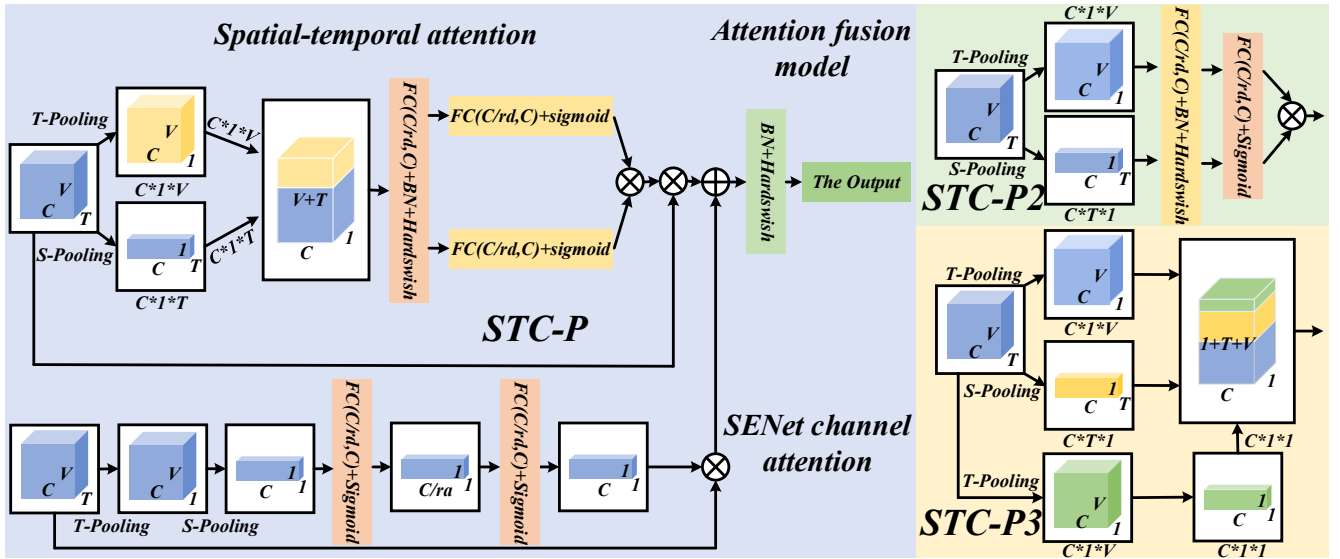 Spatial-temporal attention
Attention fusion
model
T-Pooling
S-Pooling
V
C
T
V
C
1
C*1*V
1
C
T
C*1*T
C*1*V
C*1*T
V+T
C
1
FC(C/rd,C)+BN+Hardswish
FC(C/rd,C)+sigmoid
FC(C/rd,C)+sigmoid
BN+Hardswish
The Output
STC-P
SENet channel
attention
V
C
T
T-Pooling
V
C
1
S-Pooling
1
C
1
FC(C/rd,C)+Sigmoid
1
C/ra
1
FC(C/rd,C)+Sigmoid
1
C
1
C*1*V
T-Pooling
V
C
T
S-Pooling
V
C
1
1
C
T
C*T*1
FC(C/rd,C)+BN+Hardswish
FC(C/rd,C)+Sigmoid
STC-P2
T-Pooling
V
C
T
S-Pooling
V
C
1
C*1*V
1
C
T
C*T*1
1+T+V
C
1
C*1*1
T-Pooling
V
C
1
C*1*V
1
C
1
C*1*1
STC-P3